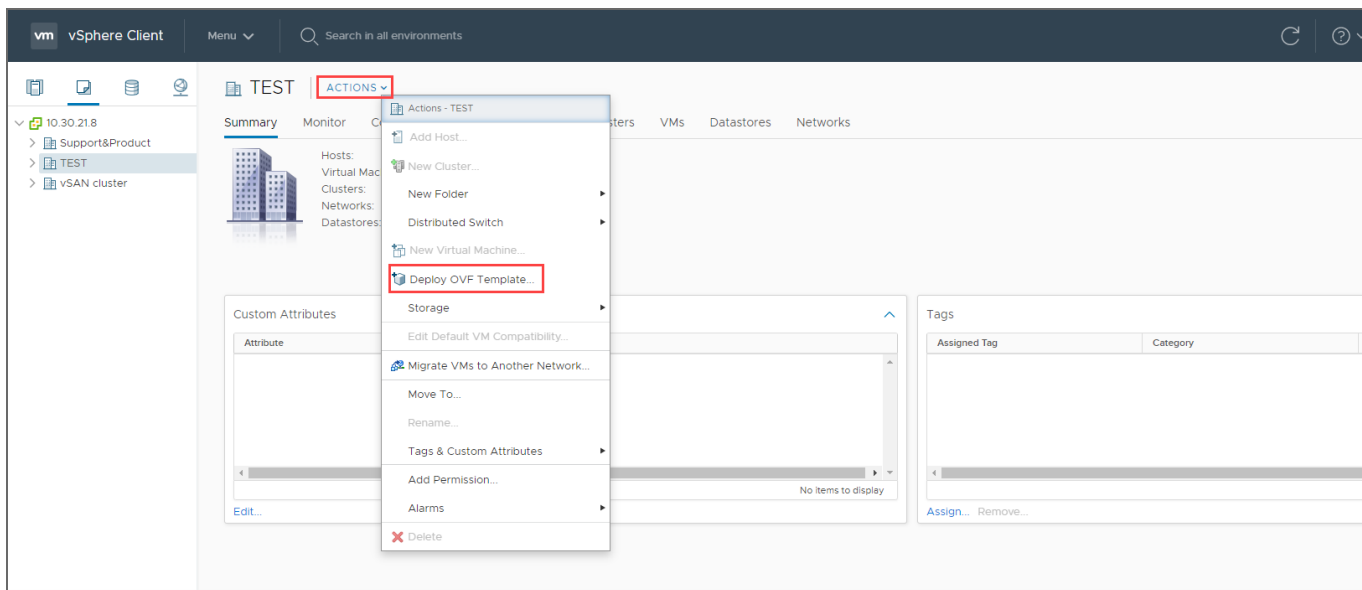 vm vSphere Client Menu Search in all environments
TEST ACTIONS
10.30.21.8
Support&Product
TEST
vSAN cluster
Summary Monitor C sters VMs Datastores Networks
Hosts:
Virtual Mac
Clusters:
Networks:
Datastores:
Actions - TEST
Add Host...
New Cluster...
New Folder
Distributed Switch
New Virtual Machine...
Deploy OVF Template...
Storage
Edit Default VM Compatibility...
Migrate VMs to Another Network...
Move To...
Rename...
Tags & Custom Attributes
Add Permission...
Alarms
Delete
Custom Attributes
Attribute
No items to display
Edit...
Tags
Assigned Tag Category
Assign... Remove...